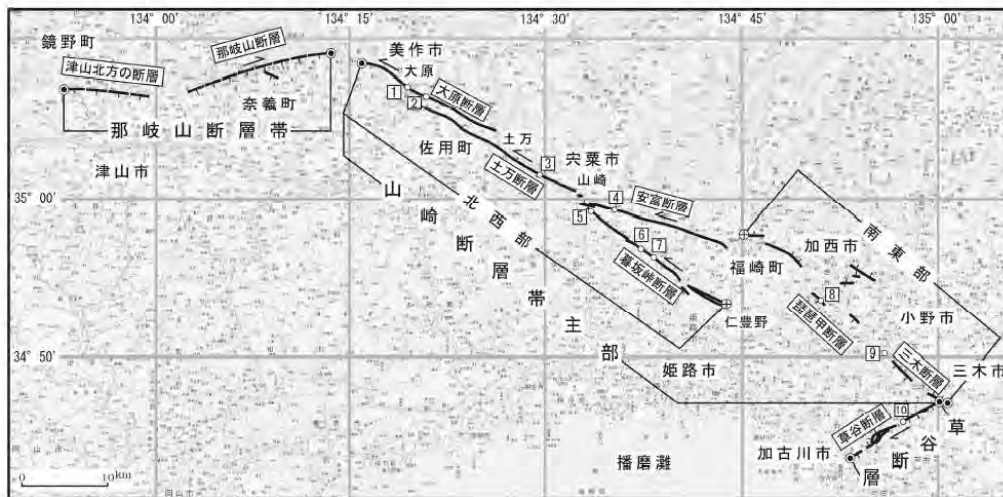 134° 00′
134° 15′
134° 30′
134° 45′
135° 00′
鏡野町
津山北方の断層
那岐山断層
奈義町
那岐山断層帯
津山市
美作市
大原
1
2
大原断層
土万
佐用町
土万断層
3
宍粟市
山崎
35° 00′
4
安富断層
5
6
7
暮坂峠断層
福崎町
加西市
南東部
8
琵琶甲断層
小野市
仁豊野
山崎断層帯主部
北西部
34° 50′
姫路市
9
三木断層
三木市
10
草谷断層
草谷断層
加古川市
播磨灘
0
10km